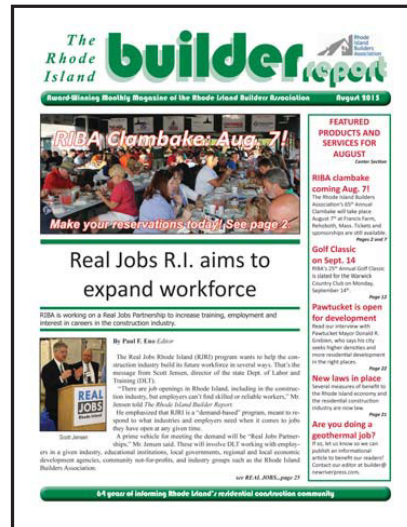 The
Rhode
Island
builder
report
Rhode
Island
Builders
Association
Award-Winning Monthly Magazine of the Rhode Island Builders Association August 2015
RIBA Clambake: Aug. 7!
Make your reservations today! See page 2
Real Jobs R.I. aims to
expand workforce
RIBA is working on a Real Jobs Partnership to increase training, employment and
interest in careers in the construction industry.
REAL
JOBS
RHODE ISLAND
Scott Jensen
By Paul F. Eno Editor
The Real Jobs Rhode Island (RJRI) program wants to help the con-
struction industry build its future workforce in several ways. That's the
message from Scott Jensen, director of the state Dept. of Labor and
Training (DLT).
"There are job openings in Rhode Island, including in the construc-
tion industry, but employers can't find skilled or reliable workers," Mr.
Jensen told The Rhode Island Builder Report.
He emphasized that RJRI is a "demand-based" program, meant to re-
spond to what industries and employers need when it comes to jobs
they have open at any given time.
A prime vehicle for meeting the demand will be "Real Jobs Partner-
ships," Mr. Jensen said. These will involve DLT working with employ-
ers in a given industry, educational institutions, local governments, regional and local economic
development agencies, community not-for-profits, and industry groups such as the Rhode Island
Builders Association.
see REAL JOBS...page 25
FEATURED
PRODUCTS AND
SERVICES FOR
AUGUST
Center Section
RIBA clambake
coming Aug. 7!
The Rhode Island Builders
Association's 65th Annual
Clambake will take place
August 7th at Francis Farm,
Rehoboth, Mass. Tickets and
sponsorships are still available.
Pages 2 and 7
Golf Classic
on Sept. 14
RIBA's 25th Annual Golf Classic
is slated for the Warwick
Country Club on Monday,
September 14th.
Page 12
Pawtucket is open
for development
Read our interview with
Pawtucket Mayor Donald R.
Grebien, who says his city
seeks higher densities and
more residential development
in the right places.
Page 22
New laws in place
Several measures of benefit to
the Rhode Island economy and
the residential construction
industry are now law.
Page 21
Are you doing a
geothermal job?
If so, let us know so we can
publish an informational
article to benefit our readers!
Contact our editor at builder@
newriverpress.com.
64 years of informing Rhode Island's residential construction community